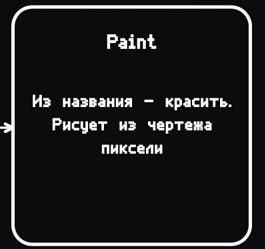 Paint
Из названия - красить.
Рисует из чертежа
пиксели